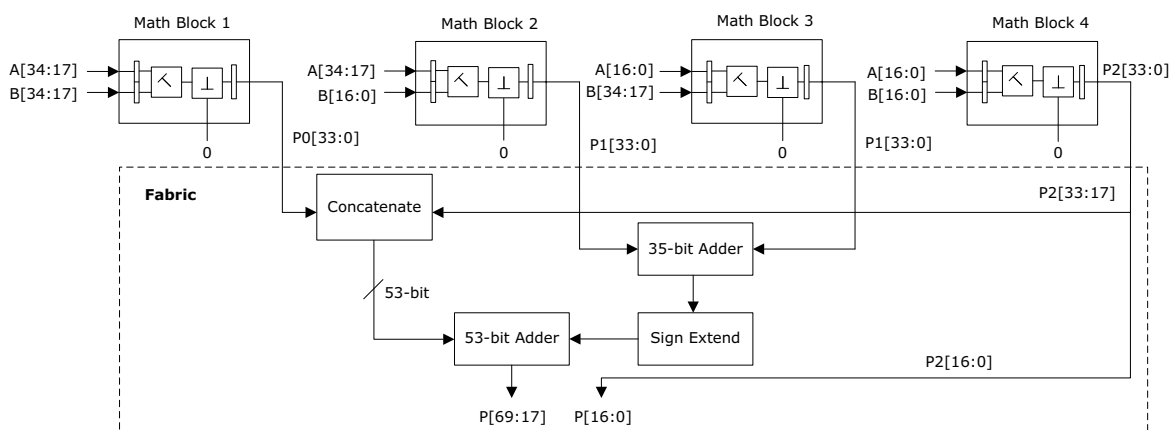 Math Block 1
Math Block 2
Math Block 3
Math Block 4
A[34:17]
B[34:17]
A[34:17]
B[16:0]
A[16:0]
B[34:17]
A[16:0]
B[16:0]
P2[33:0]
0
P0[33:0]
0
P1[33:0]
0
P1[33:0]
0
Fabric
Concatenate
P2[33:17]
35-bit Adder
53-bit
53-bit Adder
Sign Extend
P2[16:0]
P[69:17]
P[16:0]